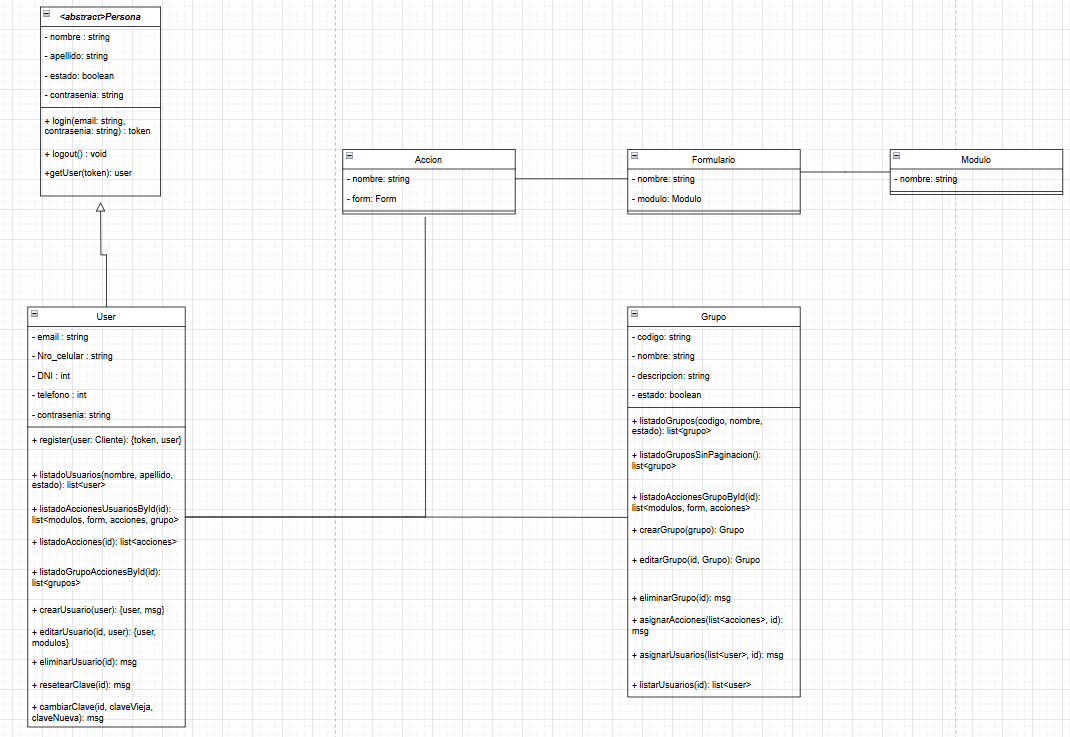 <abstract>Persona
- nombre : string
- apellido: string
- estado: boolean
- contrasenia: string
+ login(email: string,
contrasenia: string) : token
+ logout() : void
+getUser(token): user
Accion
- nombre: string
- form: Form
Formulario
- nombre: string
- modulo: Modulo
Modulo
- nombre: string
User
- email : string
- Nro_celular : string
- DNI : int
- telefono : int
- contrasenia: string
+ register(user: Cliente): {token, user}
+ listadoUsuarios(nombre, apellido,
estado): list<user>
+ listadoAccionesUsuariosById(id):
list<modulos, form, acciones, grupo>
+ listadoAcciones(id): list<acciones>
+ listadoGrupoAccionesById(id):
list<grupos>
+ crearUsuario(user): {user, msg}
+ editarUsuario(id, user): {user,
modulos}
+ eliminarUsuario(id): msg
+ resetearClave(id): msg
+ cambiarClave(id, claveVieja,
claveNueva): msg
Grupo
- codigo: string
- nombre: string
- descripcion: string
- estado: boolean
+ listadoGrupos(codigo, nombre,
estado): list<grupo>
+ listadoGruposSinPaginacion():
list<grupo>
+ listadoAccionesGrupoById(id):
list<modulos, form, acciones>
+ crearGrupo(grupo): Grupo
+ editarGrupo(id, Grupo): Grupo
+ eliminarGrupo(id): msg
+ asignarAcciones(list<acciones>, id):
msg
+ asignarUsuarios(list<user>, id): msg
+ listarUsuarios(id): list<user>